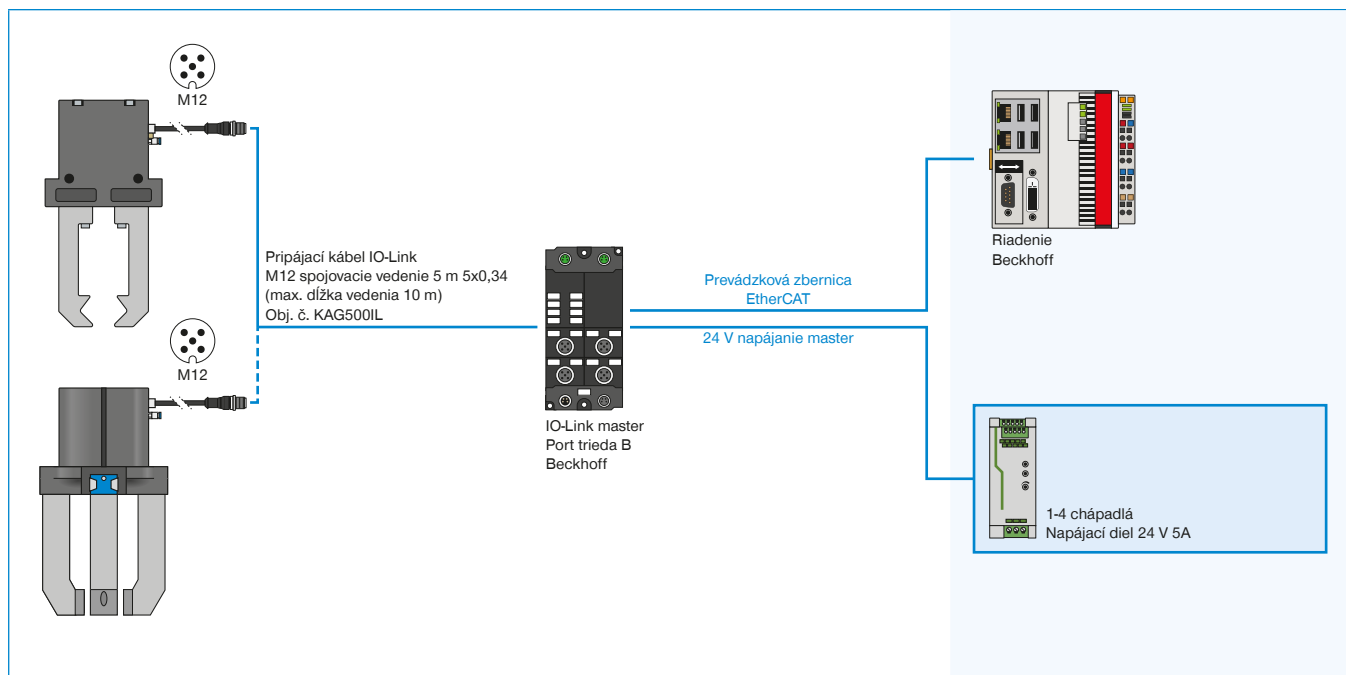 M12
Pripájací kábel IO-Link
M12 spojovacie vedenie 5 m 5x0,34
(max. dĺžka vedenia 10 m)
Obj. č. KAG500IL
M12
IO-Link master
Port trieda B
Beckhoff
Prevádzková zbernica
EtherCAT
24 V napájanie master
Riadenie
Beckhoff
1-4 chápadlá
Napájací diel 24 V 5A